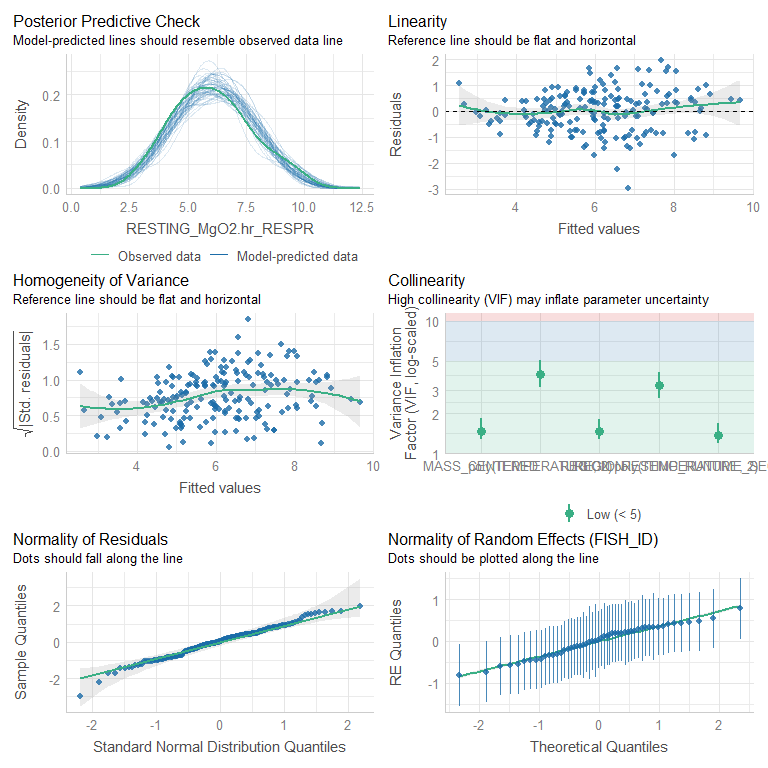 Posterior Predictive Check
Model-predicted lines should resemble observed data line
Density
0.2
0.1
0.0
0.0 2.5 5.0 7.5 10.0 12.5
RESTING_MgO2.hr_RESPR
Observed data Model-predicted data
Linearity
Reference line should be flat and horizontal
Residuals
2
1
0
-1
-2
-3
4 6 8 10
Fitted values
Homogeneity of Variance
Reference line should be flat and horizontal
√|Std. residuals|
1.5
1.0
0.5
0.0
4 6 8 10
Fitted values
Collinearity
High collinearity (VIF) may inflate parameter uncertainty
Variance Inflation
Factor (VIF, log-scaled)
10
5
3
2
1
Low (< 5)
Normality of Residuals
Dots should fall along the line
Sample Quantiles
2
0
-2
-2 -1 0 1 2
Standard Normal Distribution Quantiles
Normality of Random Effects (FISH_ID)
Dots should be plotted along the line
RE Quantiles
1
0
-1
-2 -1 0 1 2
Theoretical Quantiles